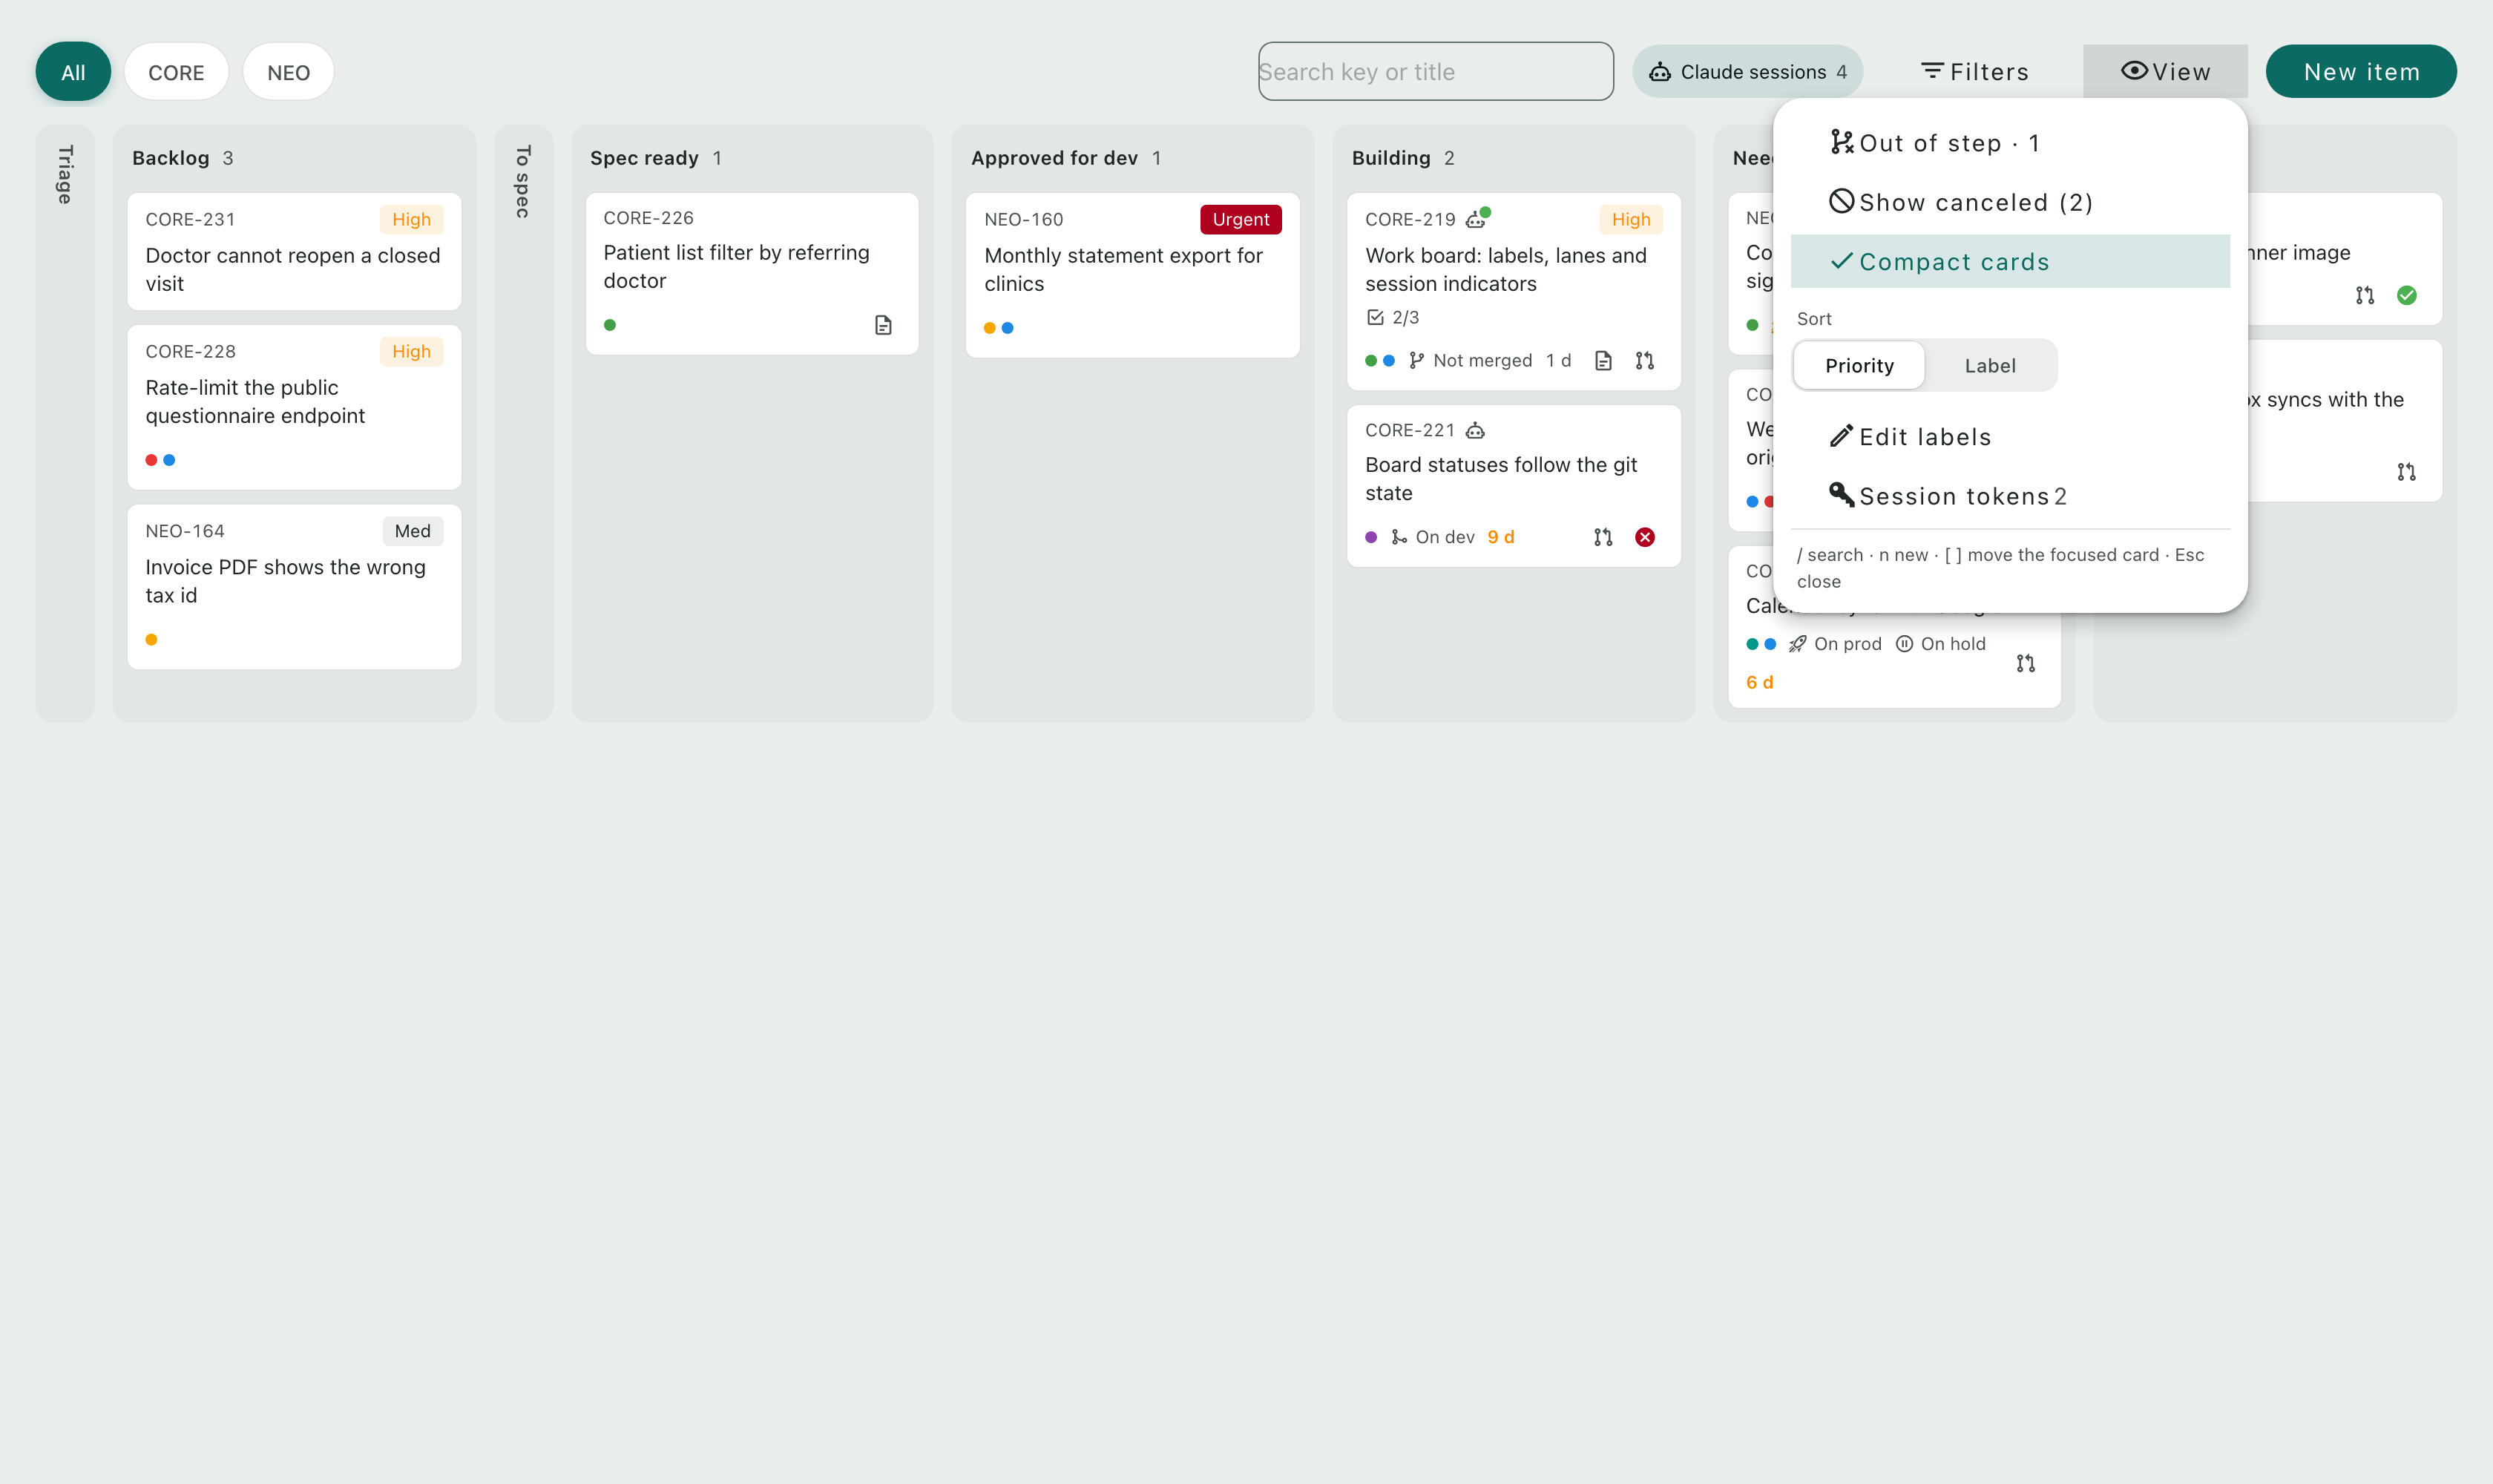 All
CORE
NEO
Search key or title
Claude sessions 4
Filters
View
New item
Triage
Backlog 3
CORE-231 High
Doctor cannot reopen a closed
visit
CORE-228 High
Rate-limit the public
questionnaire endpoint
NEO-164 Med
Invoice PDF shows the wrong
tax id
To spec
Spec ready 1
CORE-226
Patient list filter by referring
doctor
Approved for dev 1
NEO-160 Urgent
Monthly statement export for
clinics
Building 2
CORE-219 High
Work board: labels, lanes and
session indicators
2/3
Not merged 1 d
CORE-221
Board statuses follow the git
state
On dev 9 d
On prod On hold
6 d
Out of step · 1
Show canceled (2)
Compact cards
Sort
Priority Label
Edit labels
Session tokens 2
/ search · n new · [ ] move the focused card · Esc
close
image
syncs with the